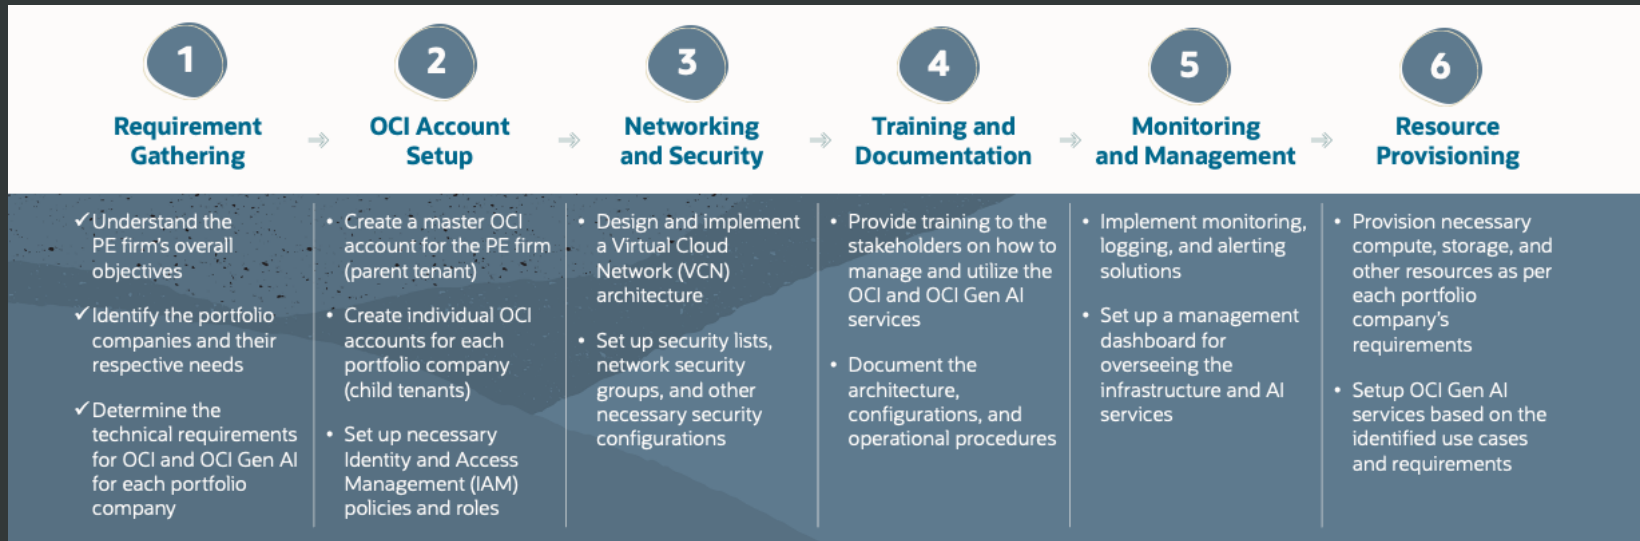 1
Requirement
Gathering
2
OCI Account
Setup
3
Networking
and Security
4
Training and
Documentation
5
Monitoring
and Management
6
Resource
Provisioning
✓Understand the
PE firm's overall
objectives
✓Identify the portfolio
companies and their
respective needs
✓Determine the
technical requirements
for OCI and OCI Gen AI
for each portfolio
company
• Create a master OCI
account for the PE firm
(parent tenant)
• Create individual OCI
accounts for each
portfolio company
(child tenants)
• Set up necessary
Identity and Access
Management (IAM)
policies and roles
• Design and implement
a Virtual Cloud
Network (VCN)
architecture
• Set up security lists,
network security
groups, and other
necessary security
configurations
• Provide training to the
stakeholders on how to
manage and utilize the
OCI and OCI Gen AI
services
• Document the
architecture,
configurations, and
operational procedures
• Implement monitoring,
logging, and alerting
solutions
• Set up a management
dashboard for
overseeing the
infrastructure and AI
services
• Provision necessary
compute, storage, and
other resources as per
each portfolio
company's
requirements
• Setup OCI Gen AI
services based on the
identified use cases
and requirements